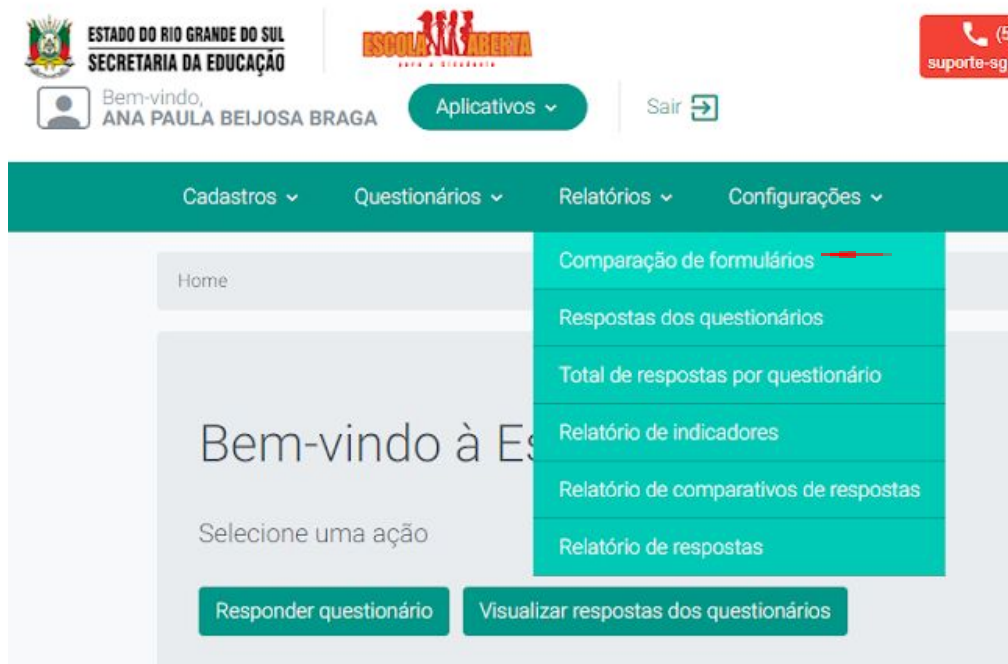 ESTADO DO RIO GRANDE DO SUL
SECRETARIA DA EDUCAÇÃO
ESCOLA ABERTA
para a Cidadania
(5
suporte-sg
Bem-vindo,
ANA PAULA BEIJOSA BRAGA
Aplicativos
Sair
Cadastros
Questionários
Relatórios
Configurações
Home
Comparação de formulários
Respostas dos questionários
Total de respostas por questionário
Relatório de indicadores
Relatório de comparativos de respostas
Relatório de respostas
Bem-vindo à Es
Selecione uma ação
Responder questionário
Visualizar respostas dos questionários